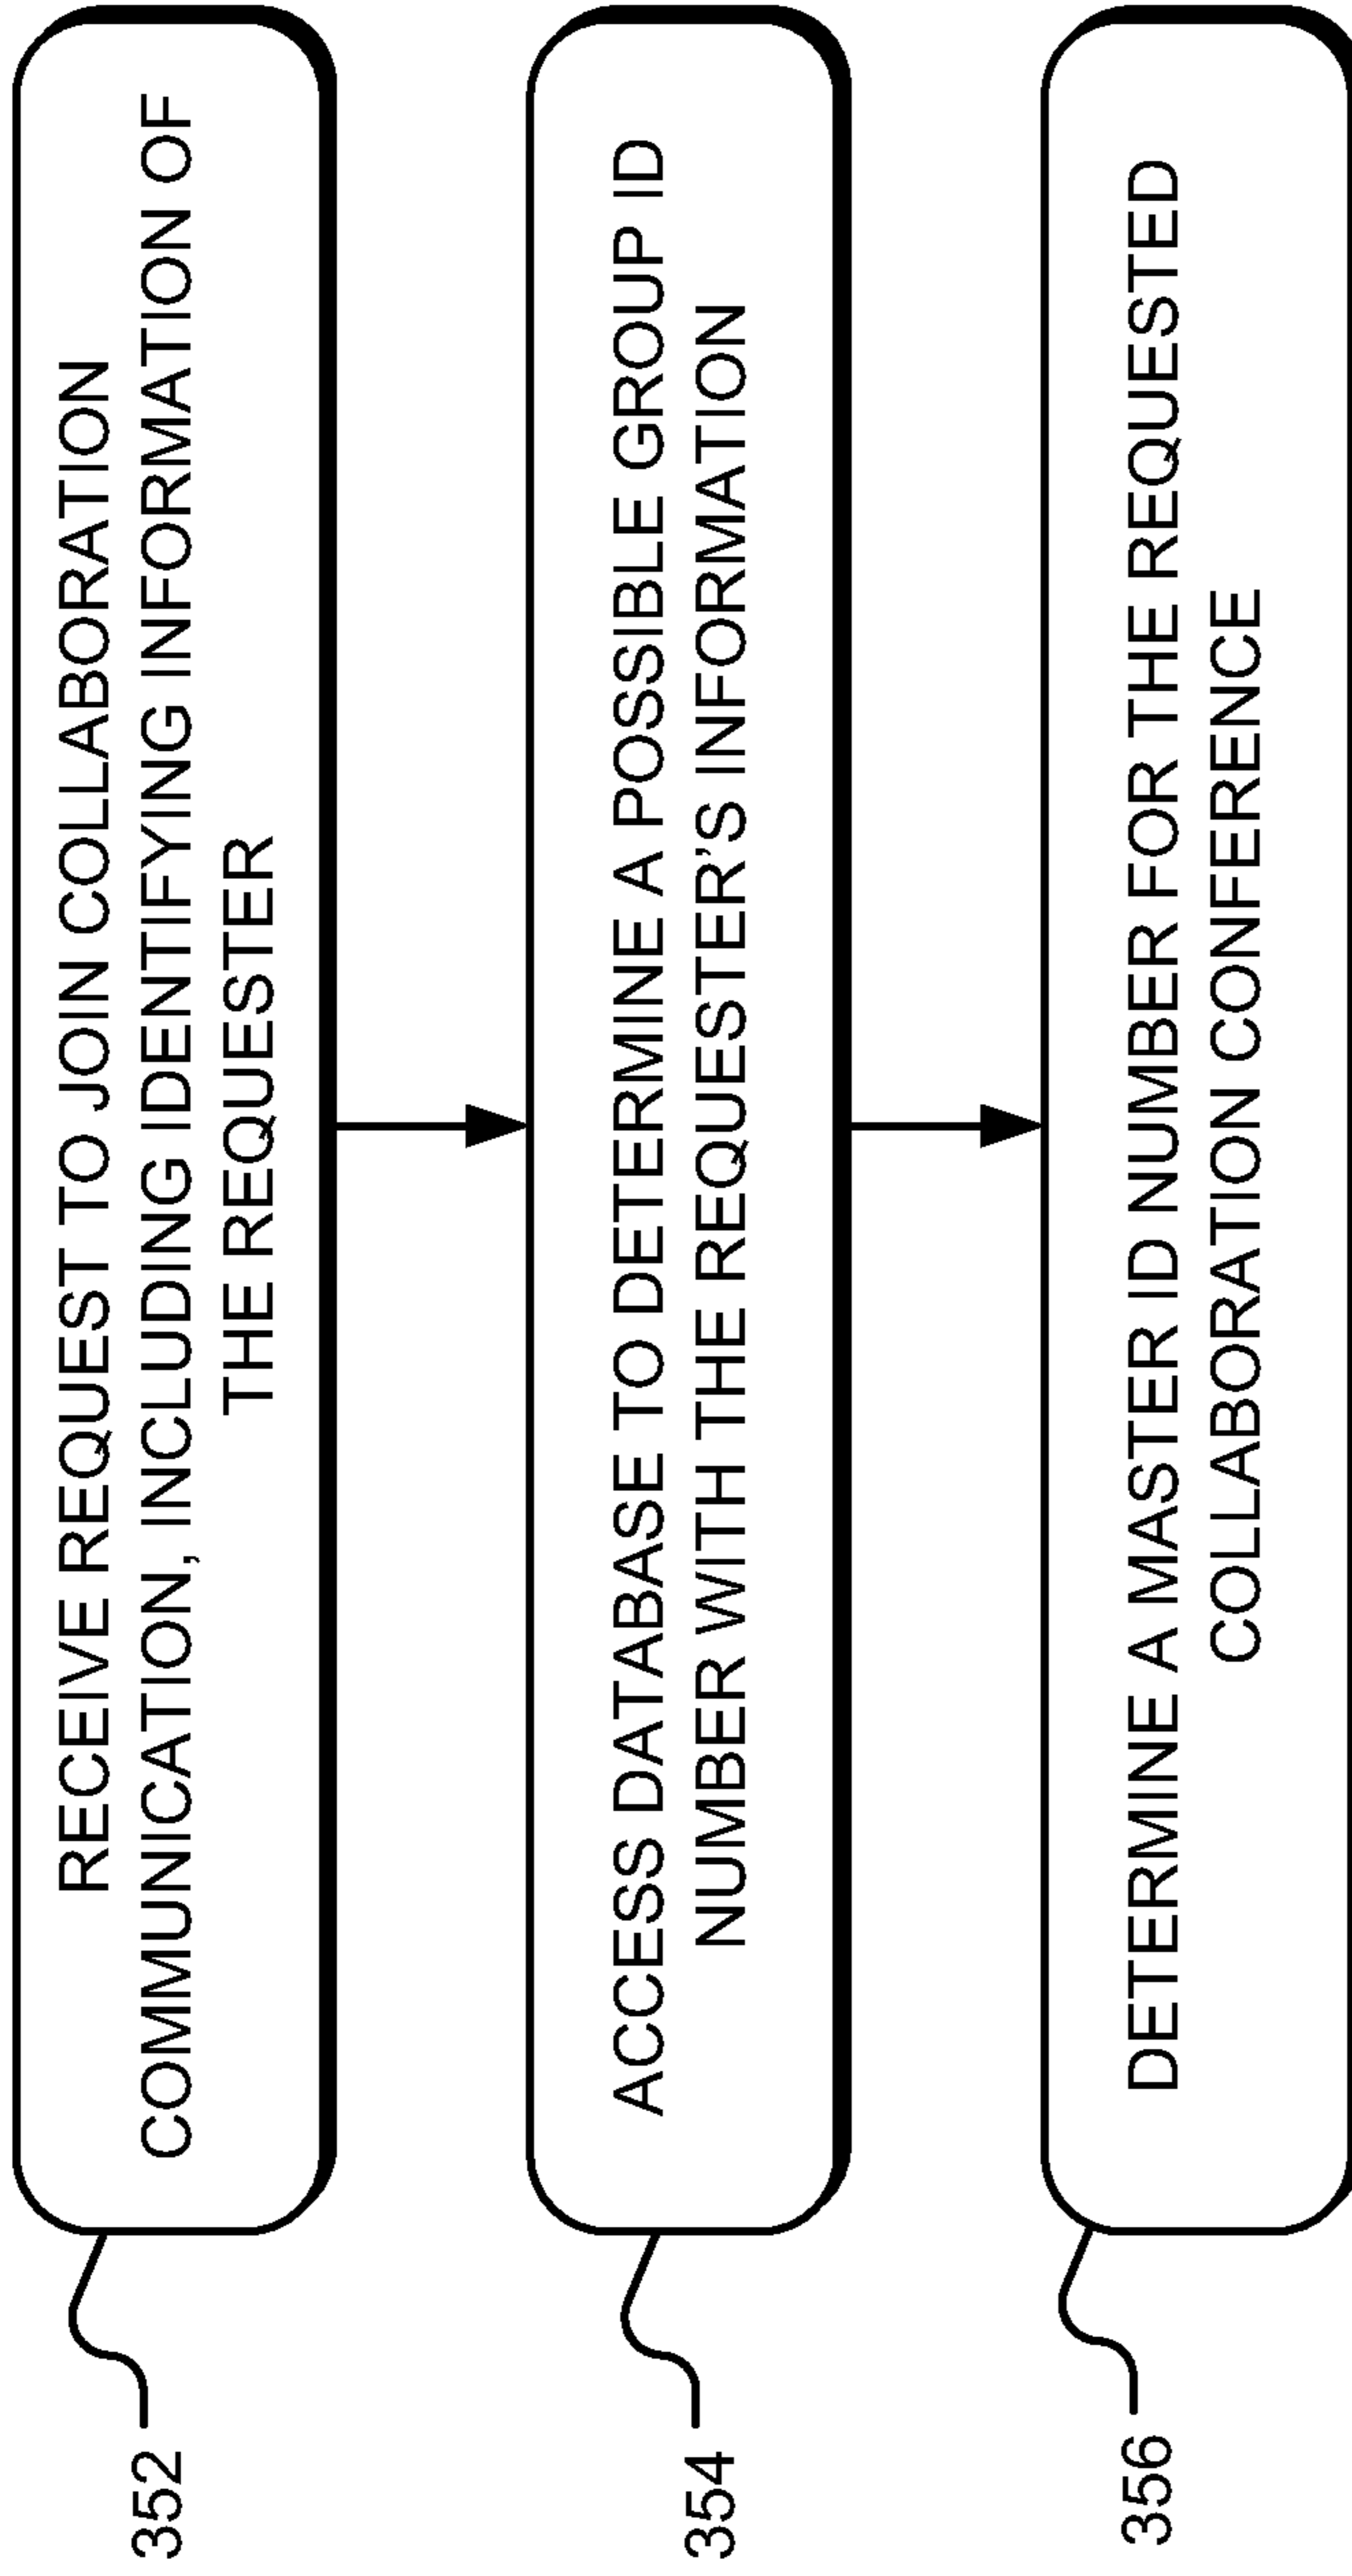 352
RECEIVE REQUEST TO JOIN COLLABORATION
COMMUNICATION, INCLUDING IDENTIFYING INFORMATION OF
THE REQUESTER
354
ACCESS DATABASE TO DETERMINE A POSSIBLE GROUP ID
NUMBER WITH THE REQUESTER'S INFORMATION
356
DETERMINE A MASTER ID NUMBER FOR THE REQUESTED
COLLABORATION CONFERENCE